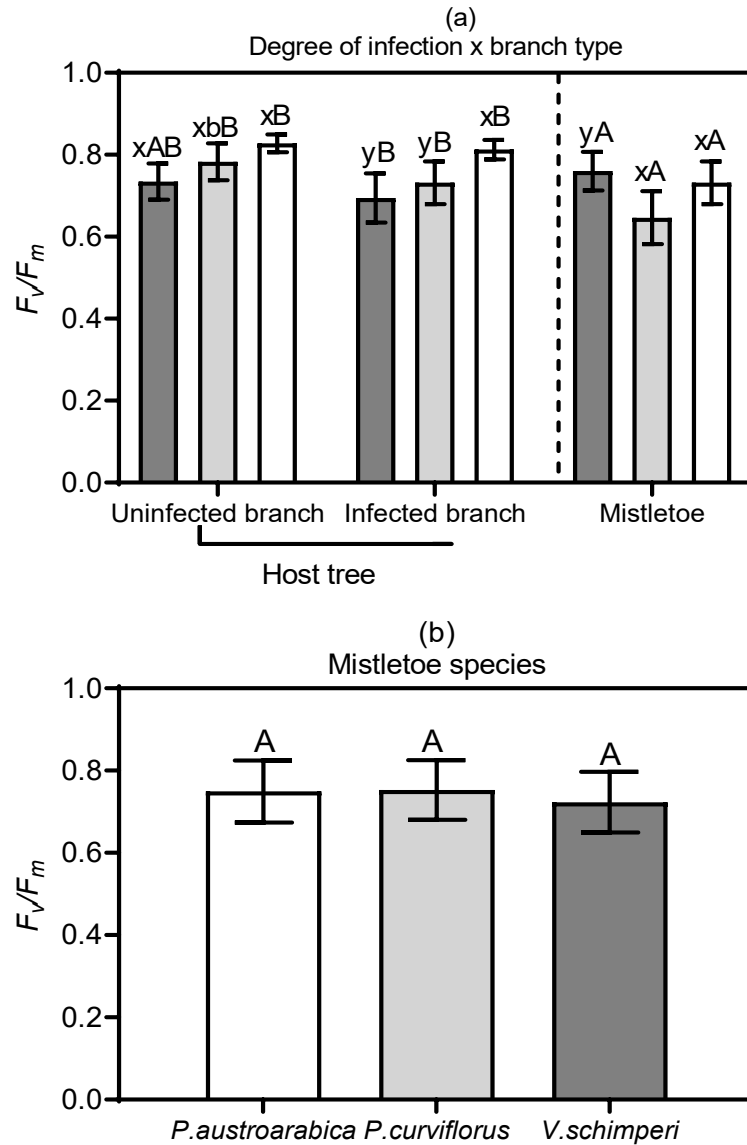 (a)
Degree of infection x branch type
1.0
0.8
0.6
0.4
0.2
0.0
Fv/Fm
xAB xbB xB yB yB xB yA xA xA
Uninfected branch Infected branch Mistletoe
Host tree
(b)
Mistletoe species
1.0
0.8
0.6
0.4
0.2
0.0
Fv/Fm
A A A
P.austroarabica P.curviflorus V.schimperi